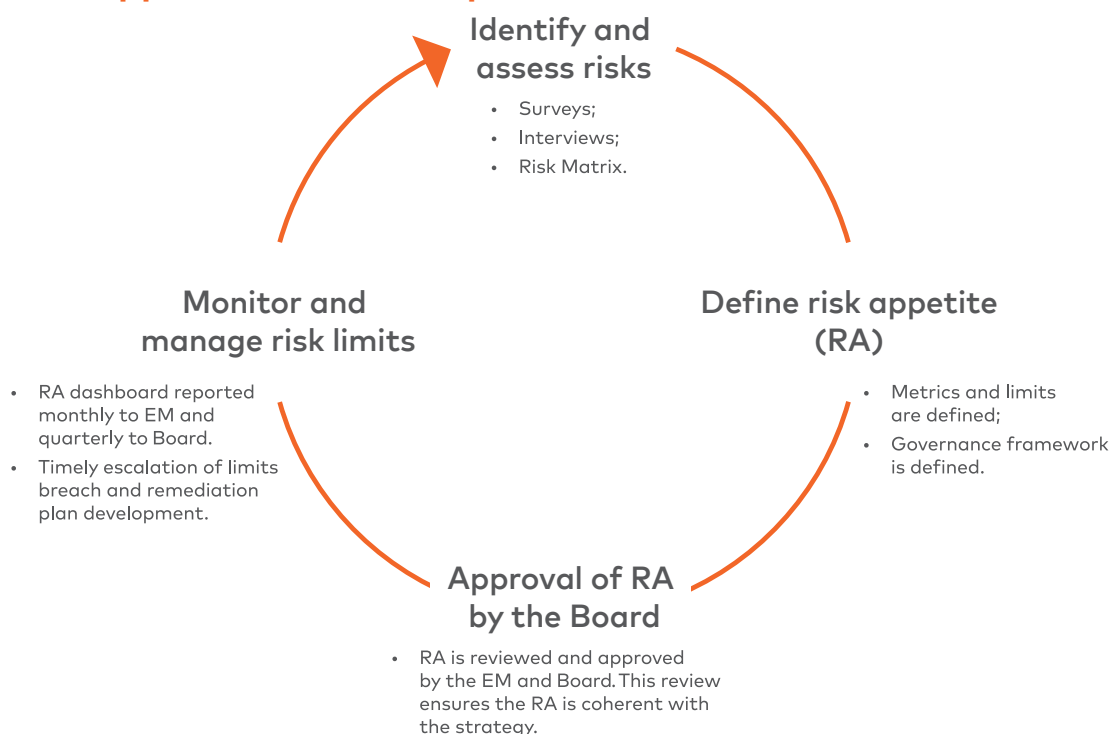 Identify and
assess risks
• Surveys;
• Interviews;
• Risk Matrix.
Define risk appetite
(RA)
• Metrics and limits
are defined;
• Governance framework
is defined.
Approval of RA
by the Board
• RA is reviewed and approved
by the EM and Board. This review
ensures the RA is coherent with
the strategy.
Monitor and
manage risk limits
• RA dashboard reported
monthly to EM and
quarterly to Board.
• Timely escalation of limits
breach and remediation
plan development.